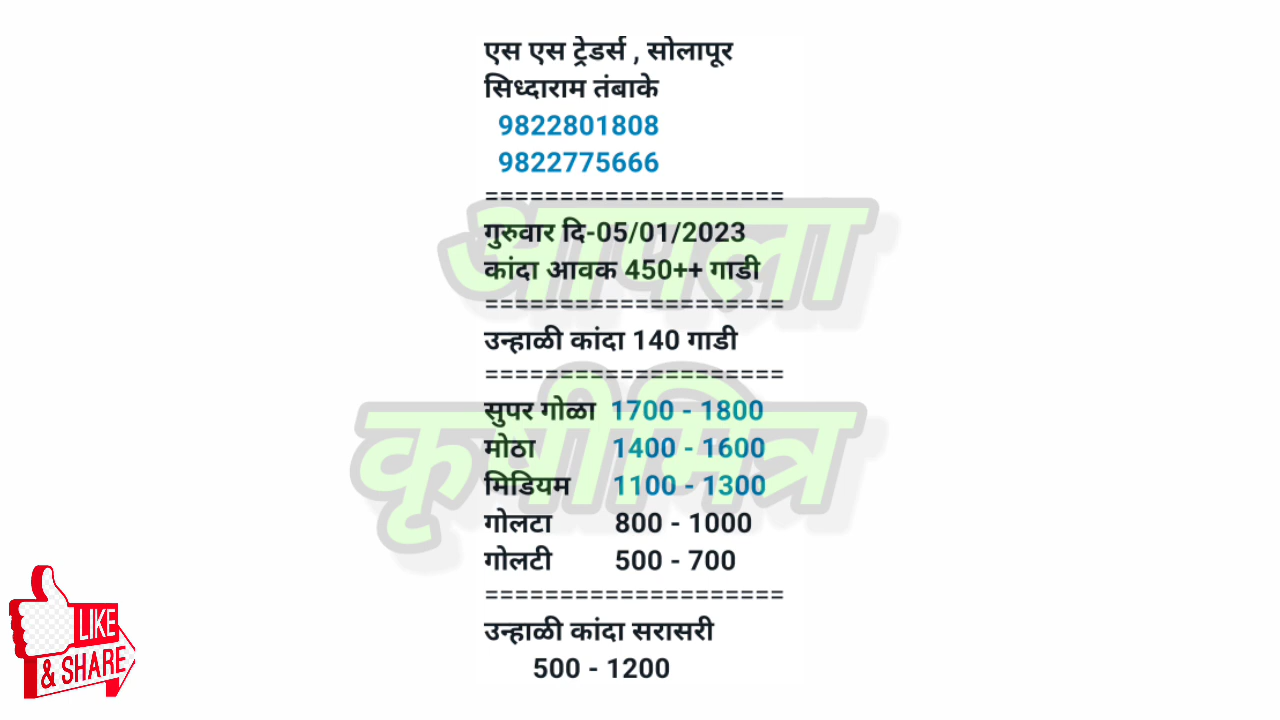 एस एस ट्रेडर्स , सोलापूर
सिध्दाराम तंबाके
9822801808
9822775666
====================
गुरुवार दि-05/01/2023
कांदा आवक 450++ गाडी
====================
उन्हाळी कांदा 140 गाडी
====================
सुपर गोळा 1700 - 1800
मोठा 1400 - 1600
मिडियम 1100 - 1300
गोलटा 800 - 1000
गोलटी 500 - 700
====================
उन्हाळी कांदा सरासरी
500 - 1200
आपला
कृषीमित्र
LIKE
& SHARE